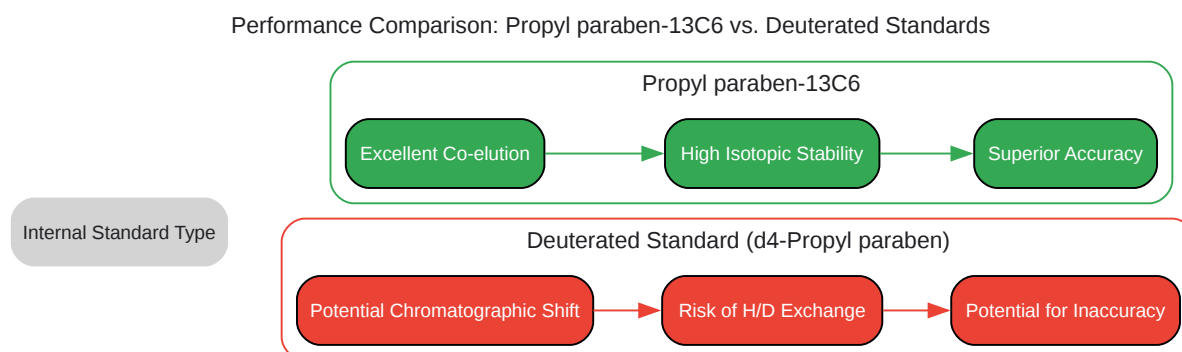 Performance Comparison: Propyl paraben-13C6 vs. Deuterated Standards
Propyl paraben-13C6
Excellent Co-elution
High Isotopic Stability
Superior Accuracy
Internal Standard Type
Deuterated Standard (d4-Propyl paraben)
Potential Chromatographic Shift
Risk of H/D Exchange
Potential for Inaccuracy